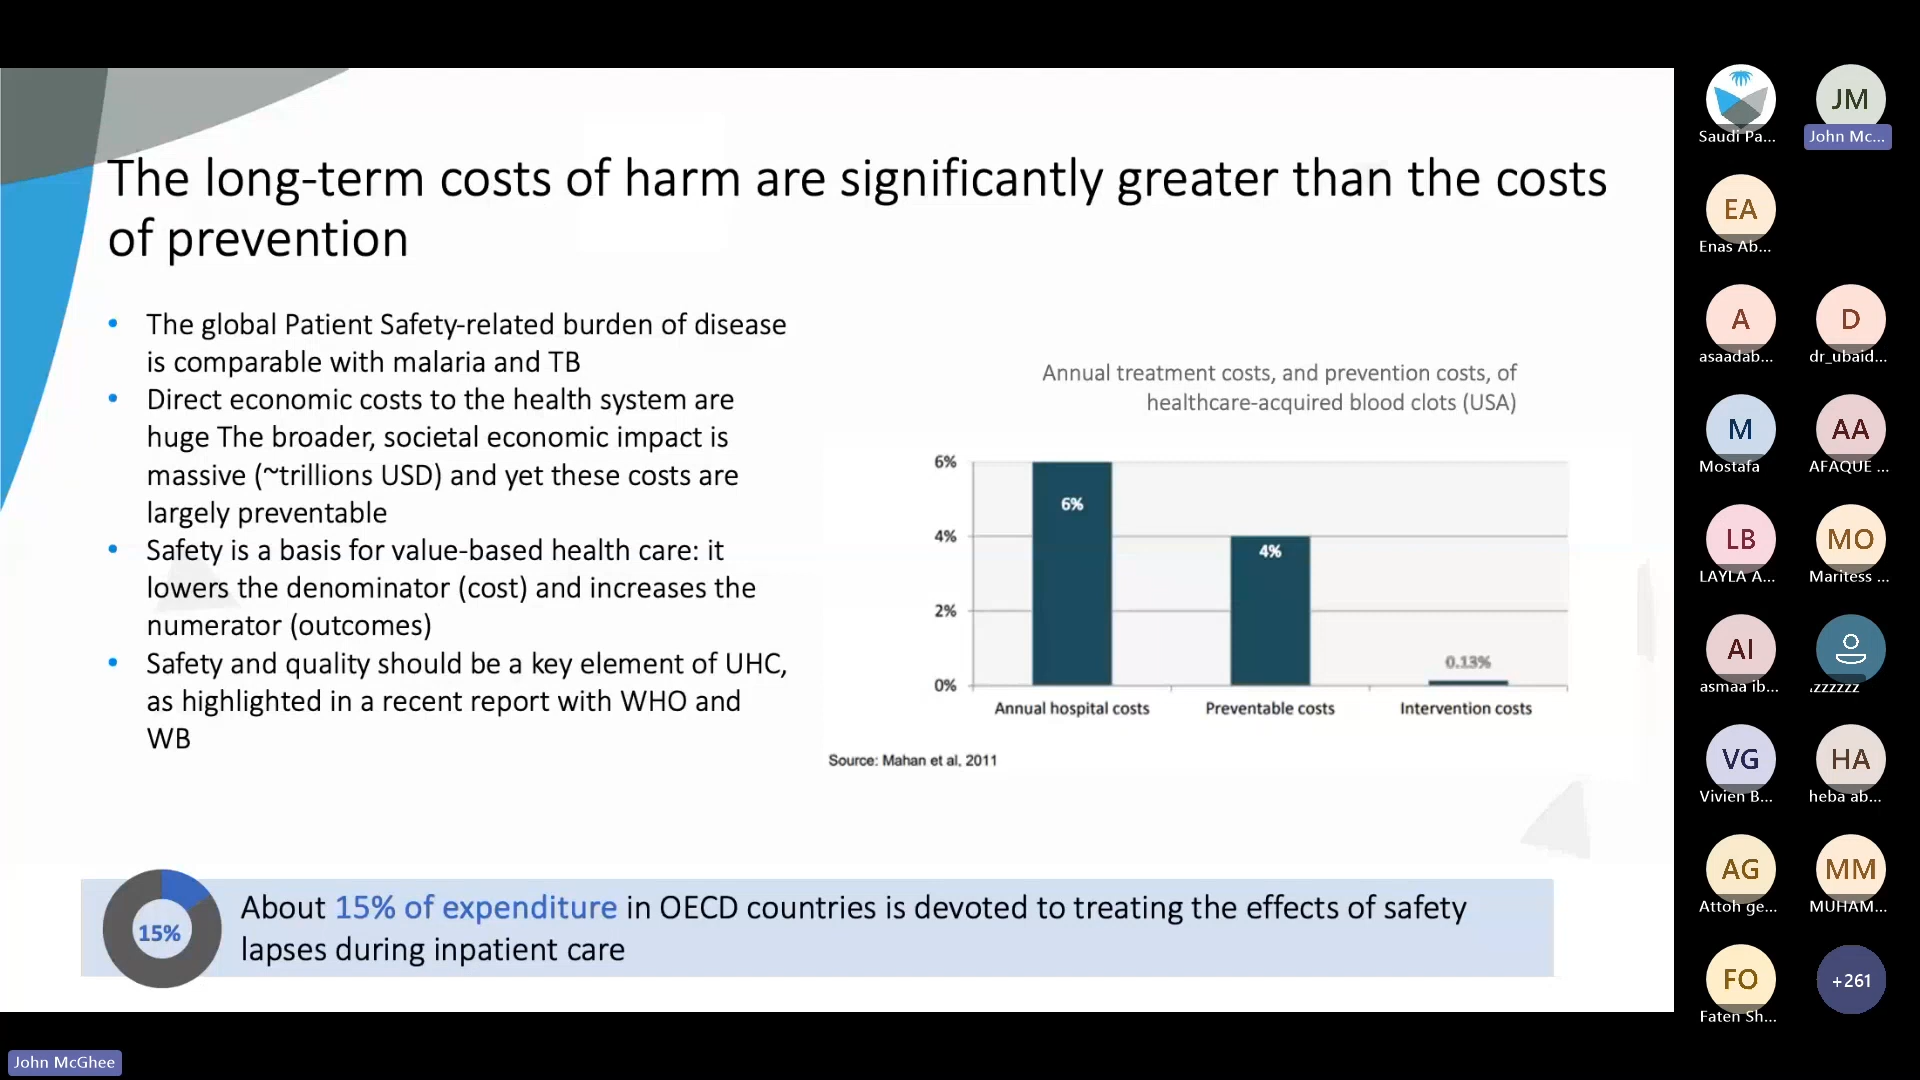 The long-term costs of harm are significantly greater than the costs
of prevention
• The global Patient Safety-related burden of disease
is comparable with malaria and TB
• Direct economic costs to the health system are
huge The broader, societal economic impact is
massive (~trillions USD) and yet these costs are
largely preventable
• Safety is a basis for value-based health care: it
lowers the denominator (cost) and increases the
numerator (outcomes)
• Safety and quality should be a key element of UHC,
as highlighted in a recent report with WHO and
WB
Annual treatment costs, and prevention costs, of
healthcare-acquired blood clots (USA)
6%
4%
2%
0%
6%
4%
0.13%
Annual hospital costs
Preventable costs
Intervention costs
Source: Mahan et al, 2011
15%
About 15% of expenditure in OECD countries is devoted to treating the effects of safety
lapses during inpatient care
Saudi Pa...
JM
John Mc...
EA
Enas Ab...
A
asaadab...
D
dr_ubaid...
M
Mostafa
AA
AFAQUE ...
LB
LAYLA A...
MO
Maritess ...
AI
asmaa ib...
.zzzzzz
VG
Vivien B...
HA
heba ab...
AG
Attoh ge...
MM
MUHAM...
FO
Faten Sh...
+261
John McGhee